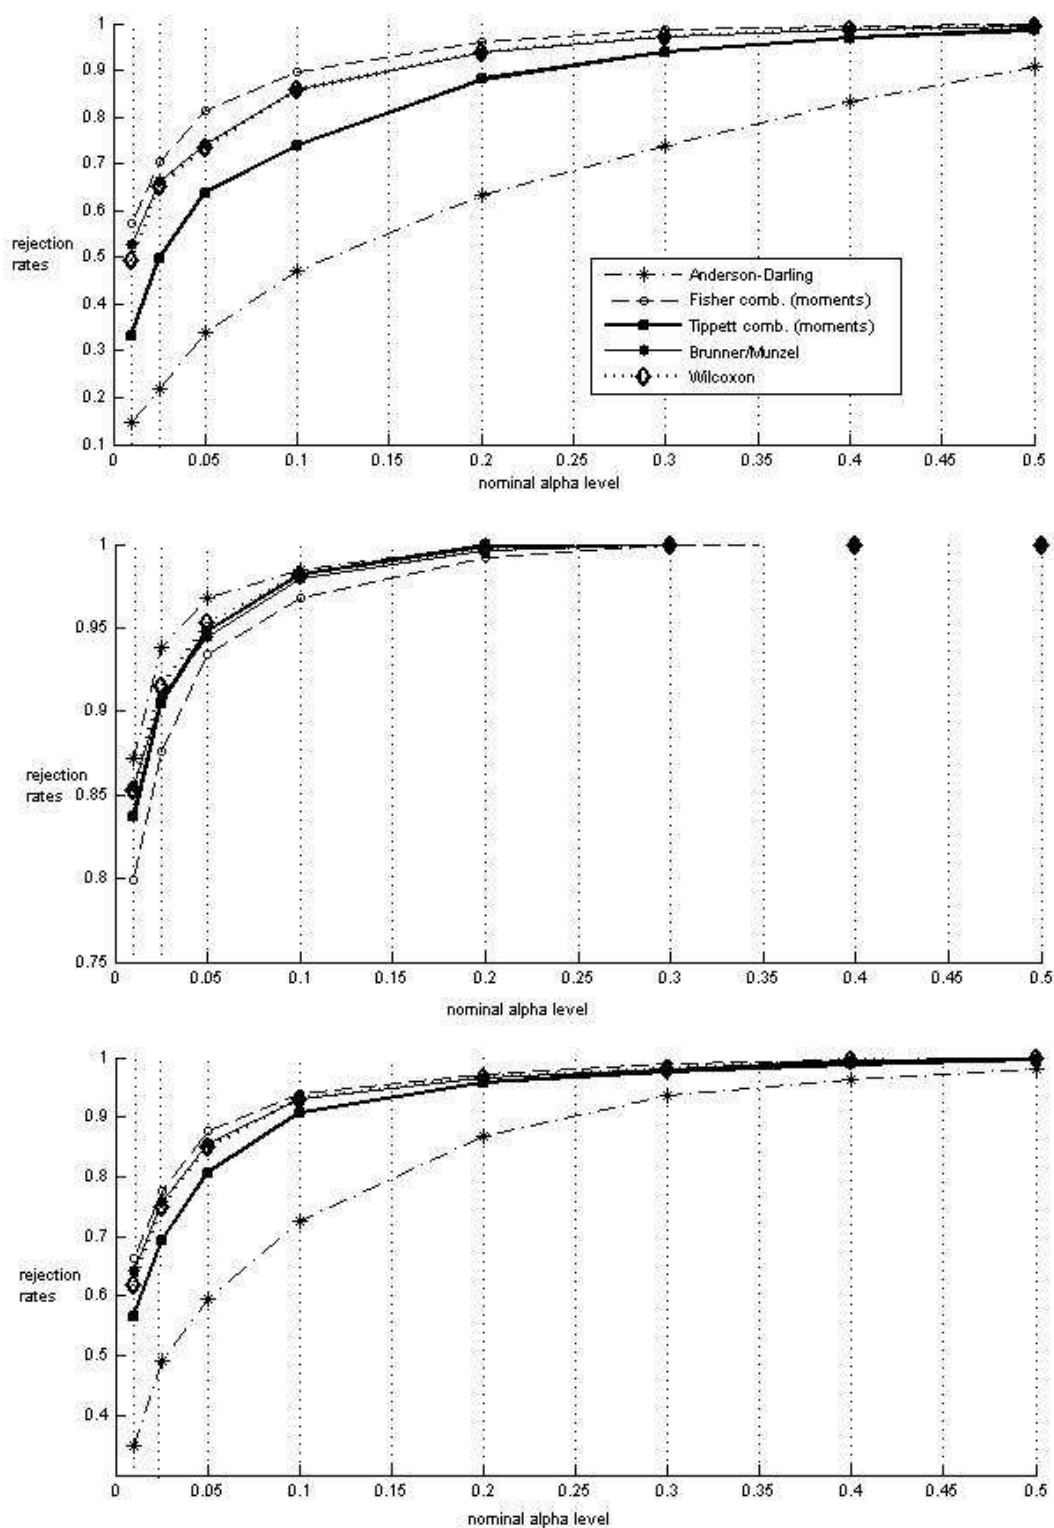 1
0.9
0.8
0.7
0.6
rejection
rates
0.5
0.4
0.3
0.2
0.1
Anderson-Darling
Fisher comb. (moments)
Tippett comb. (moments)
Brunner/Munzel
Wilcoxon
0 0.05 0.1 0.2 0.25 0.3 0.35 0.4 0.45 0.5
nominal alpha level
1
0.95
0.9
rejection
rates
0.85
0.8
0.75
0 0.05 0.1 0.15 0.2 0.25 0.3 0.35 0.4 0.45 0.5
nominal alpha level
1
0.9
0.8
0.7
rejection
rates
0.6
0.5
0.4
0 0.05 0.1 0.15 0.2 0.25 0.3 0.35 0.4 0.45 0.5
nominal alpha level